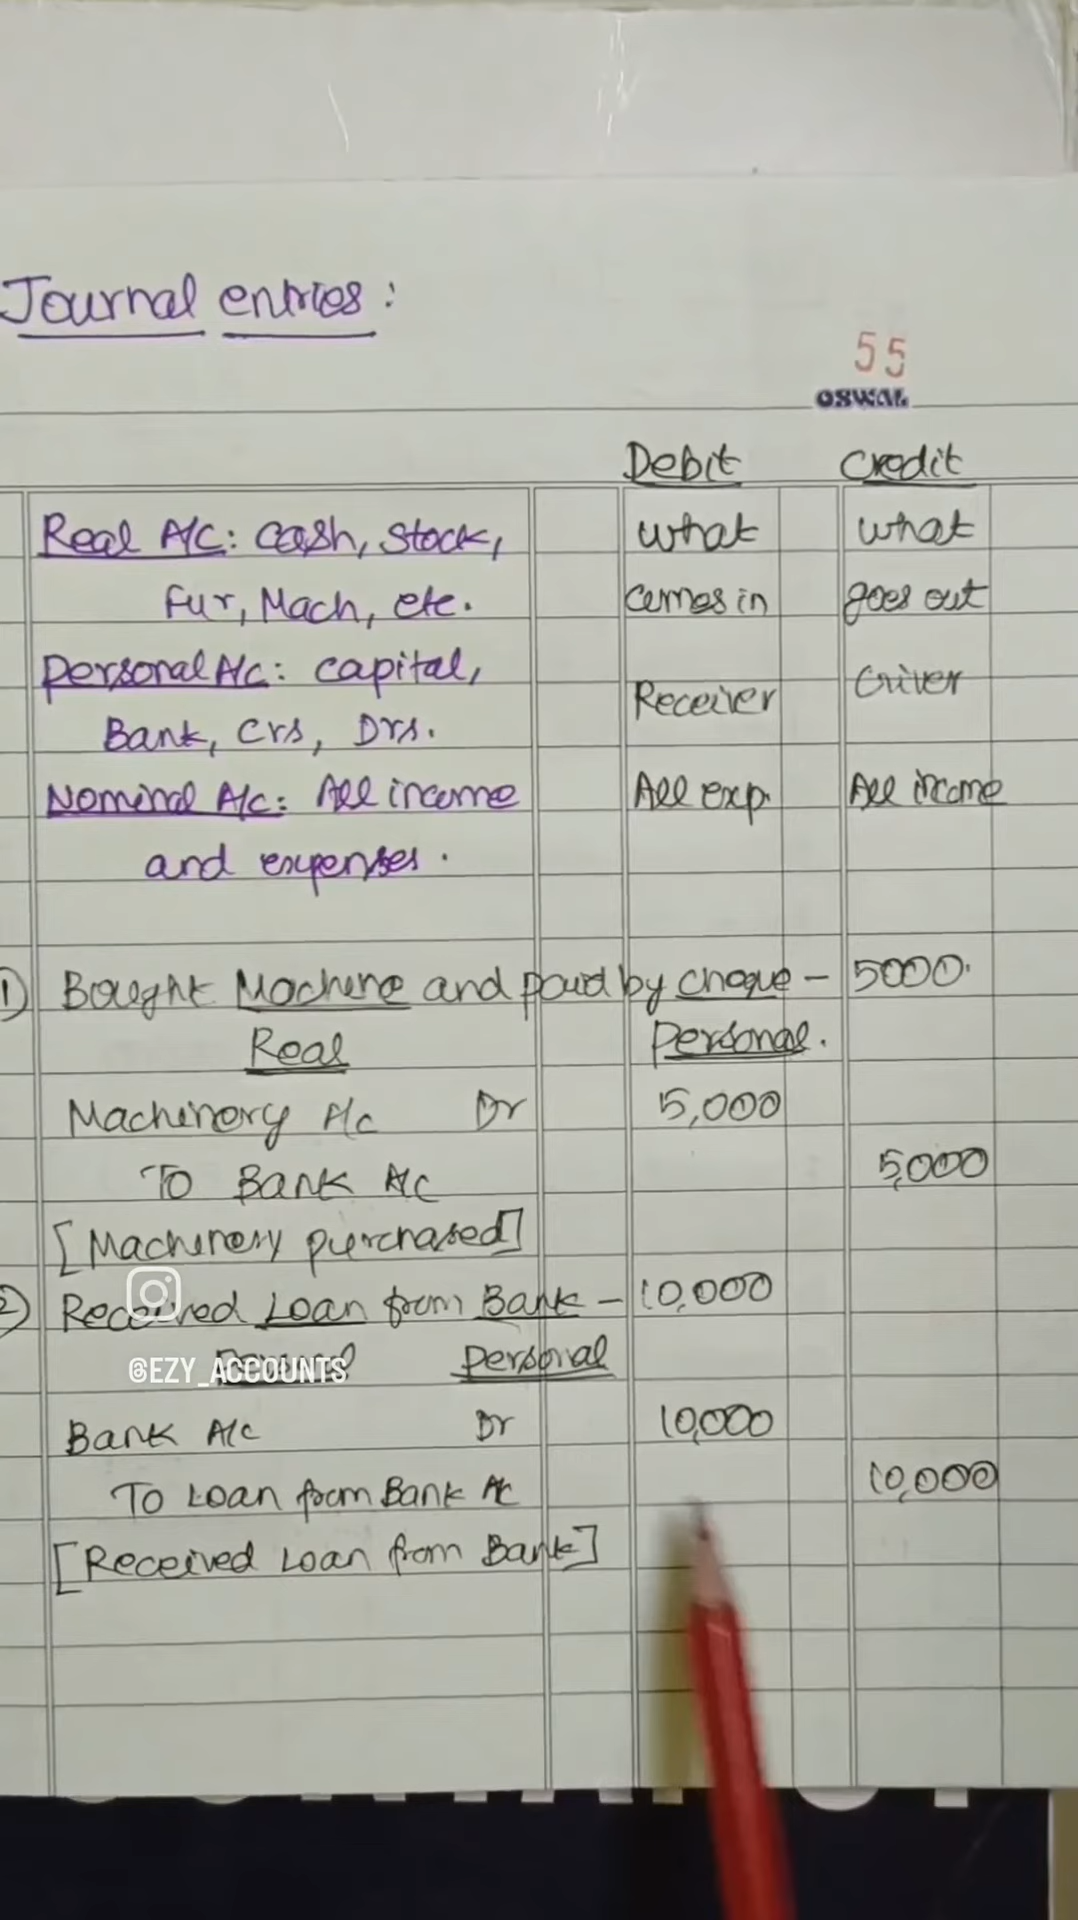 Journal entries:
55
OSWAL
Debit Credit
Real A/C: cash, stock, what what
Fur, Mach, etc. comes in goes out
Personal A/c: capital, Receiver Giver
Bank, Crs, Drs.
Nominal A/c: All income All exp. All income
and expenses.
1) Bought Machine and paid by cheque - 5000.
Real Personal.
Machinery A/c Dr 5,000
To Bank A/C 5,000
[Machinery purchased]
2) Received Loan from Bank - 10,000
@EZY_ACCOUNTS Personal
Bank A/c Dr 10,000
To Loan from Bank A/c 10,000
[Received Loan from Bank]